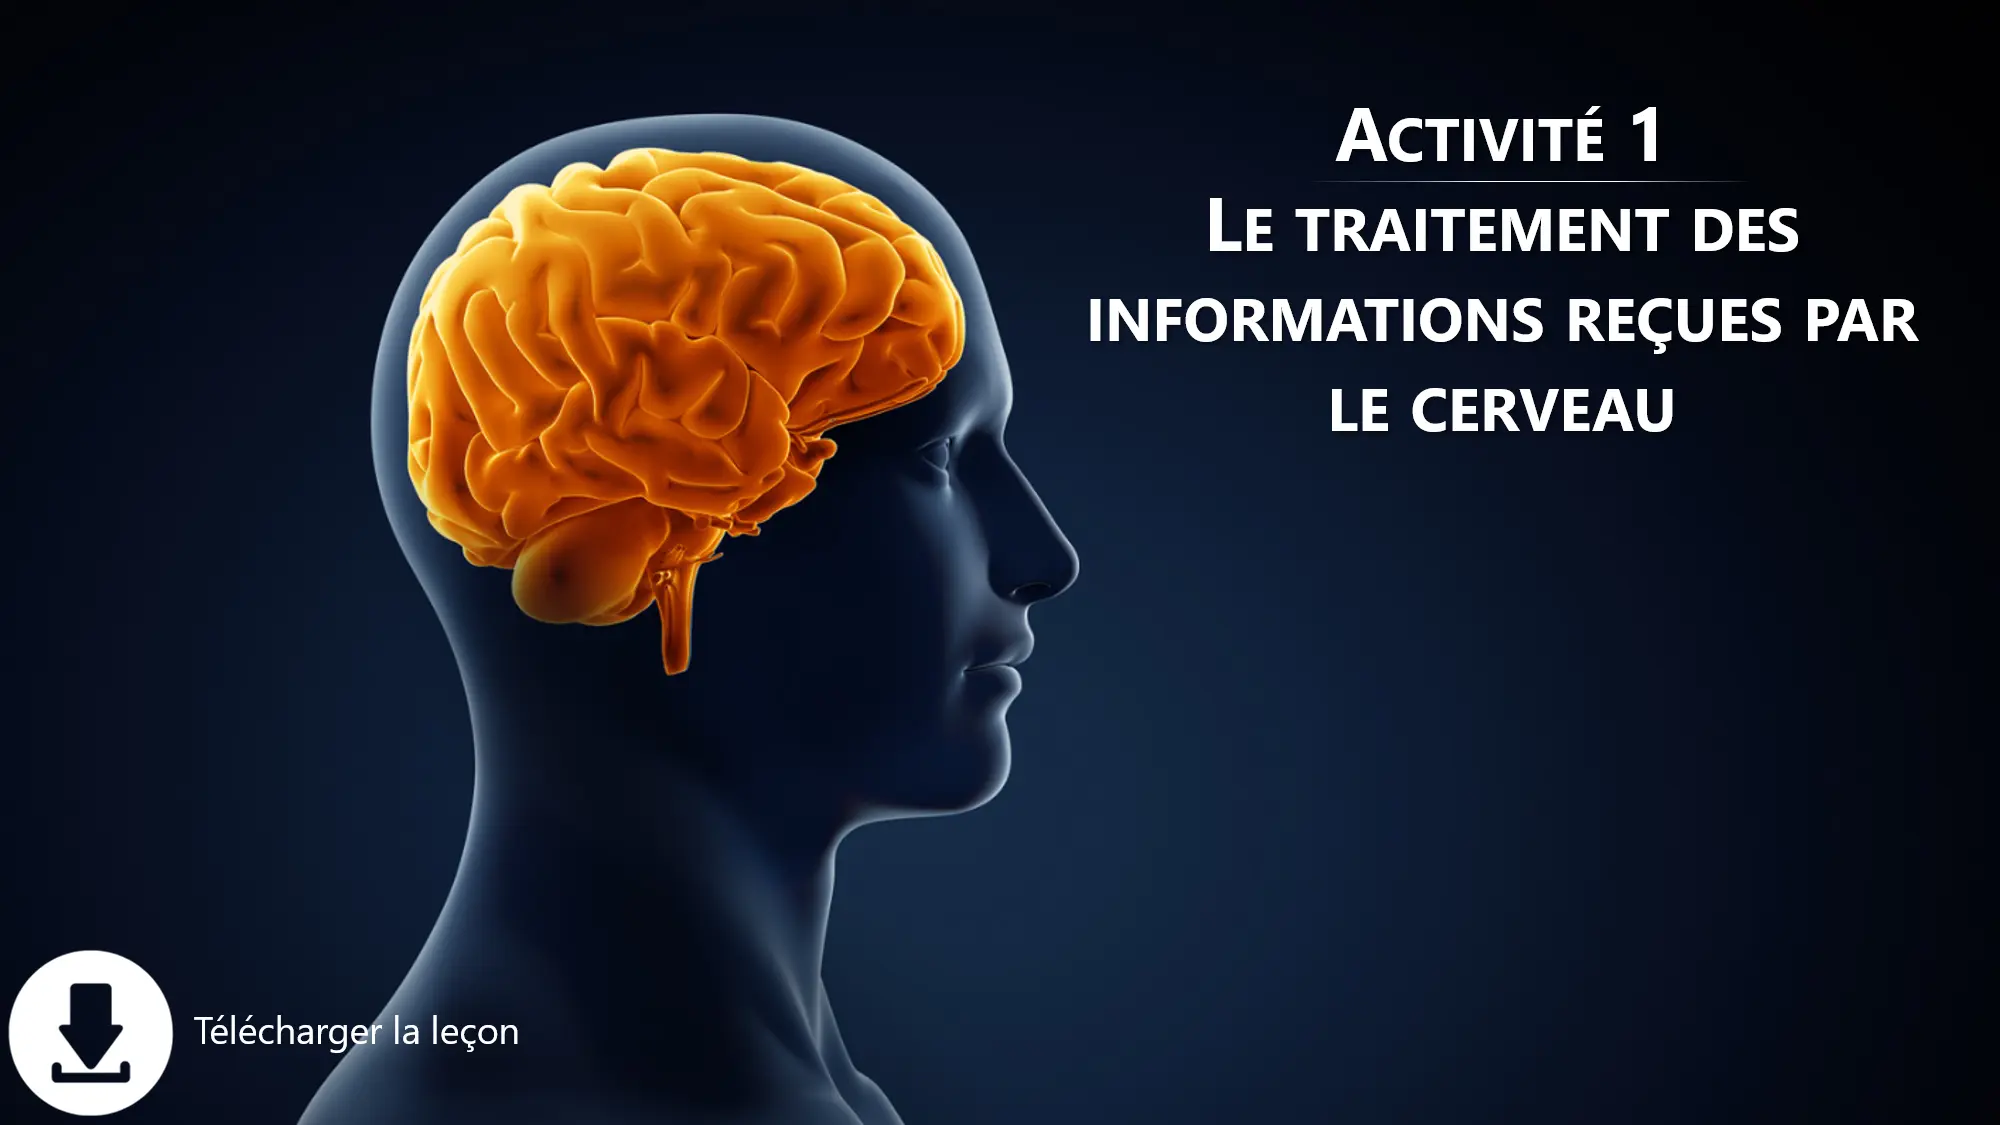 Activité 1
Le traitement des
informations reçues par
le cerveau
Télécharger la leçon